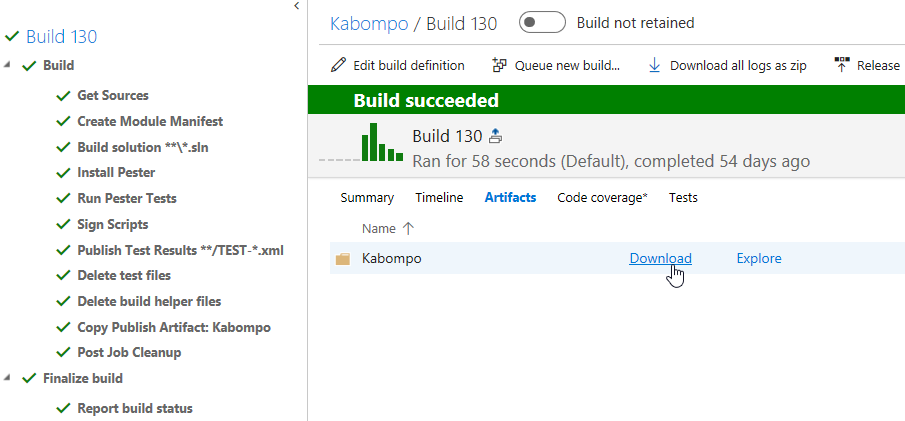 Build 130
Build
Get Sources
Create Module Manifest
Build solution **\*.sln
Install Pester
Run Pester Tests
Sign Scripts
Publish Test Results **/TEST-*.xml
Delete test files
Delete build helper files
Copy Publish Artifact: Kabompo
Post Job Cleanup
Finalize build
Report build status
Kabompo / Build 130 Build not retained
Edit build definition Queue new build... Download all logs as zip Release
Build succeeded
Build 130
Ran for 58 seconds (Default), completed 54 days ago
Summary Timeline Artifacts Code coverage* Tests
Name
Kabompo Download Explore